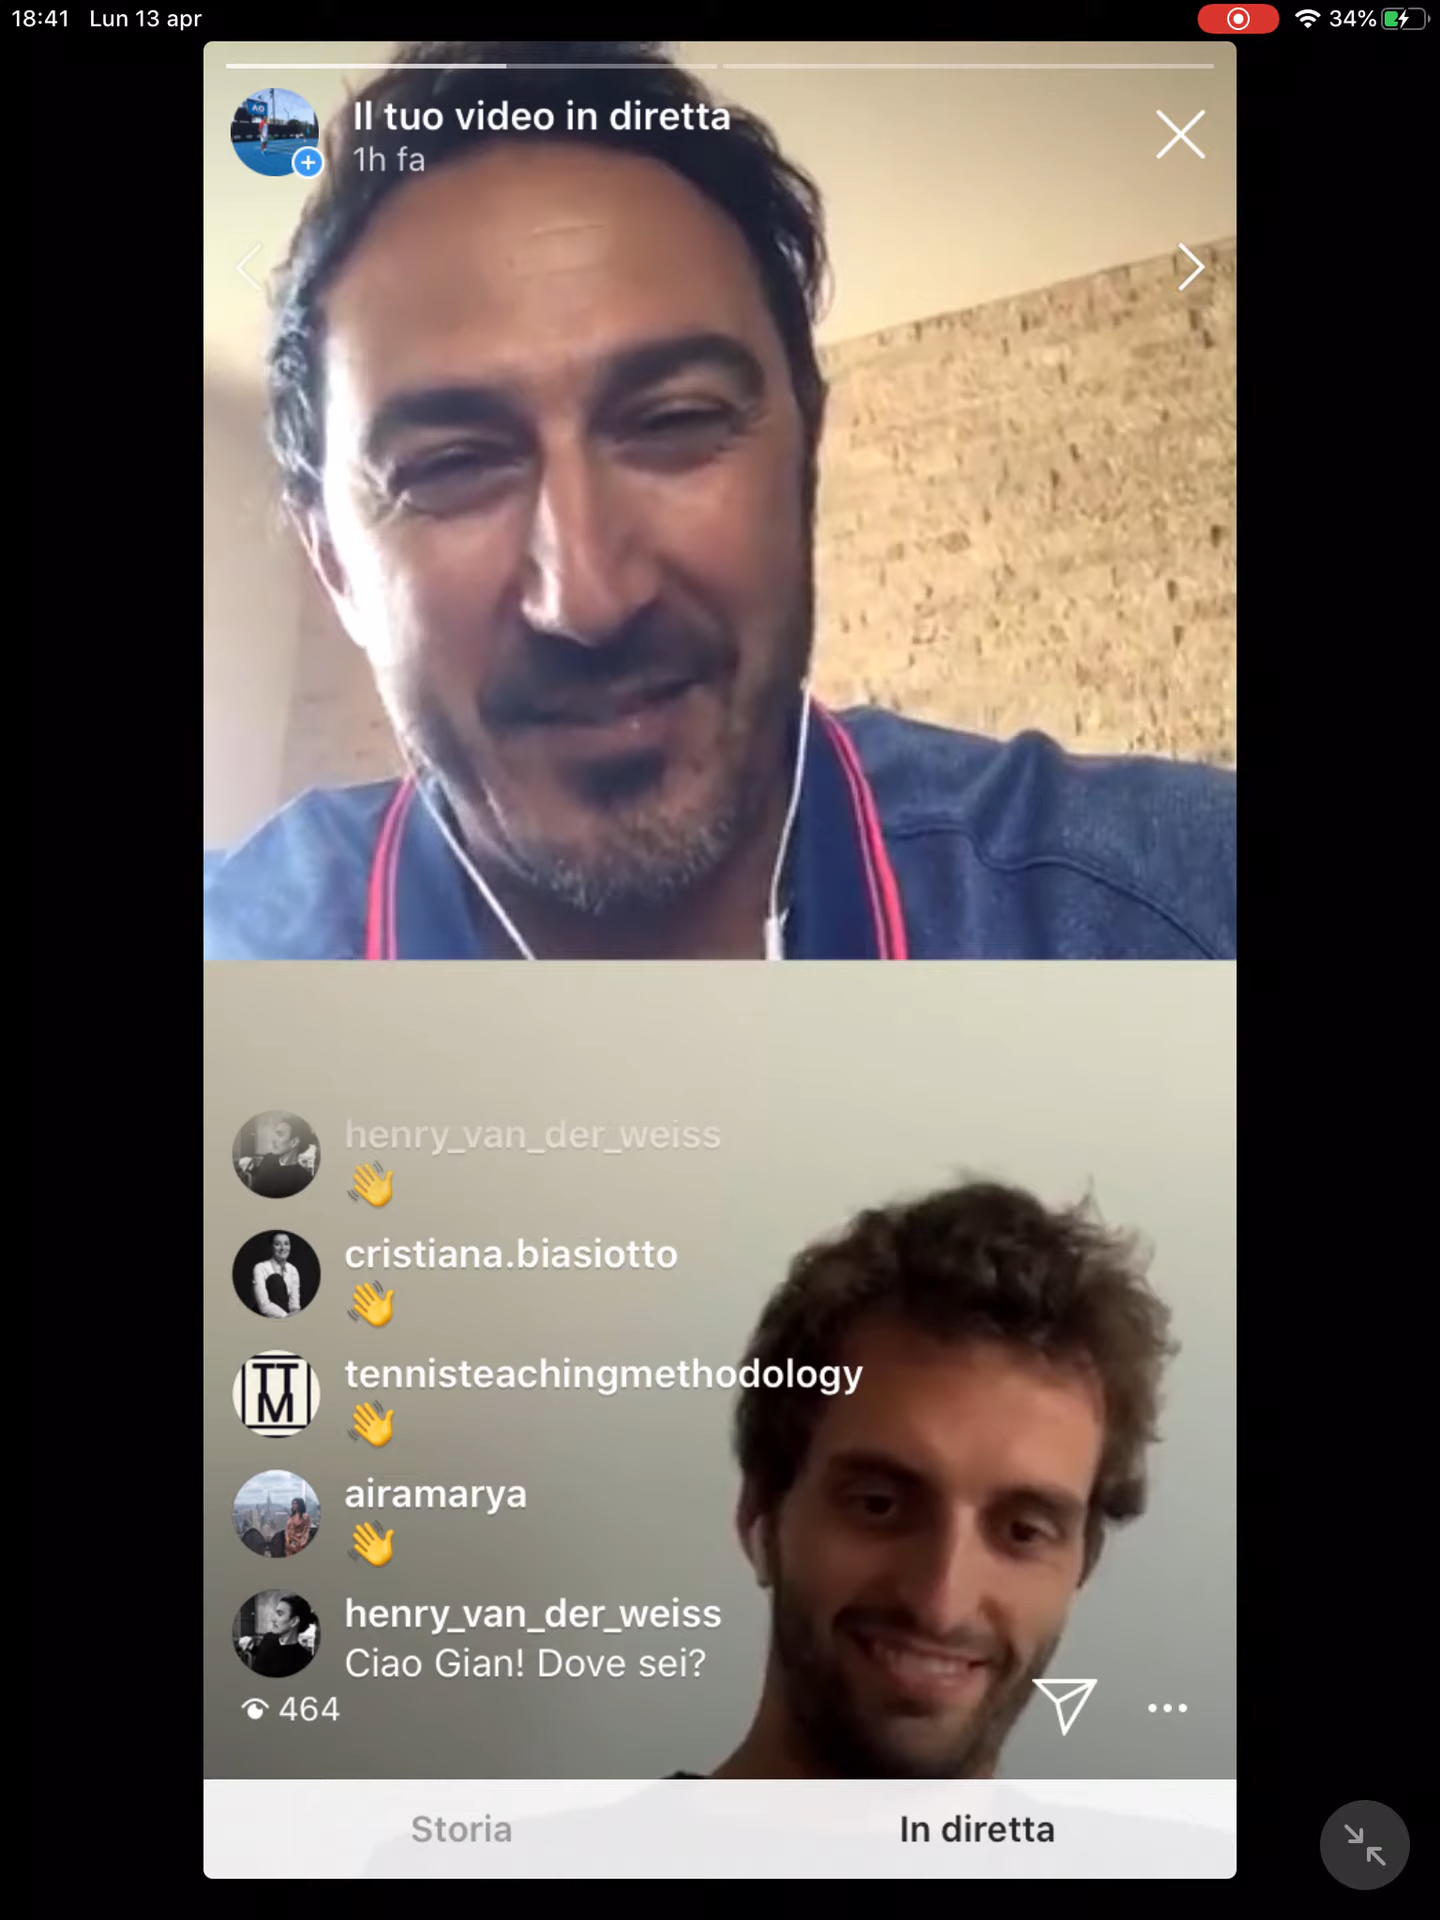 18:41 Lun 13 apr
34%
Il tuo video in diretta
1h fa
henry_van_der_weiss
👋
cristiana.biasiotto
👋
TTM
tennisteachingmethodology
👋
airamarya
👋
henry_van_der_weiss
Ciao Gian! Dove sei?
464
Storia In diretta